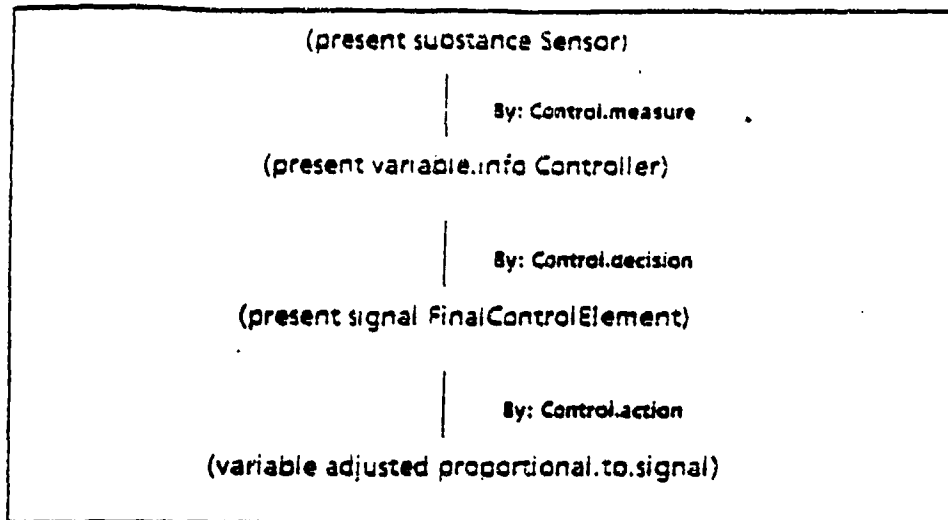 (present substance Sensor)
By: Control.measure
(present variable.info Controller)
By: Control.decision
(present signal FinalControlElement)
By: Control.action
(variable adjusted proportional.to.signal)